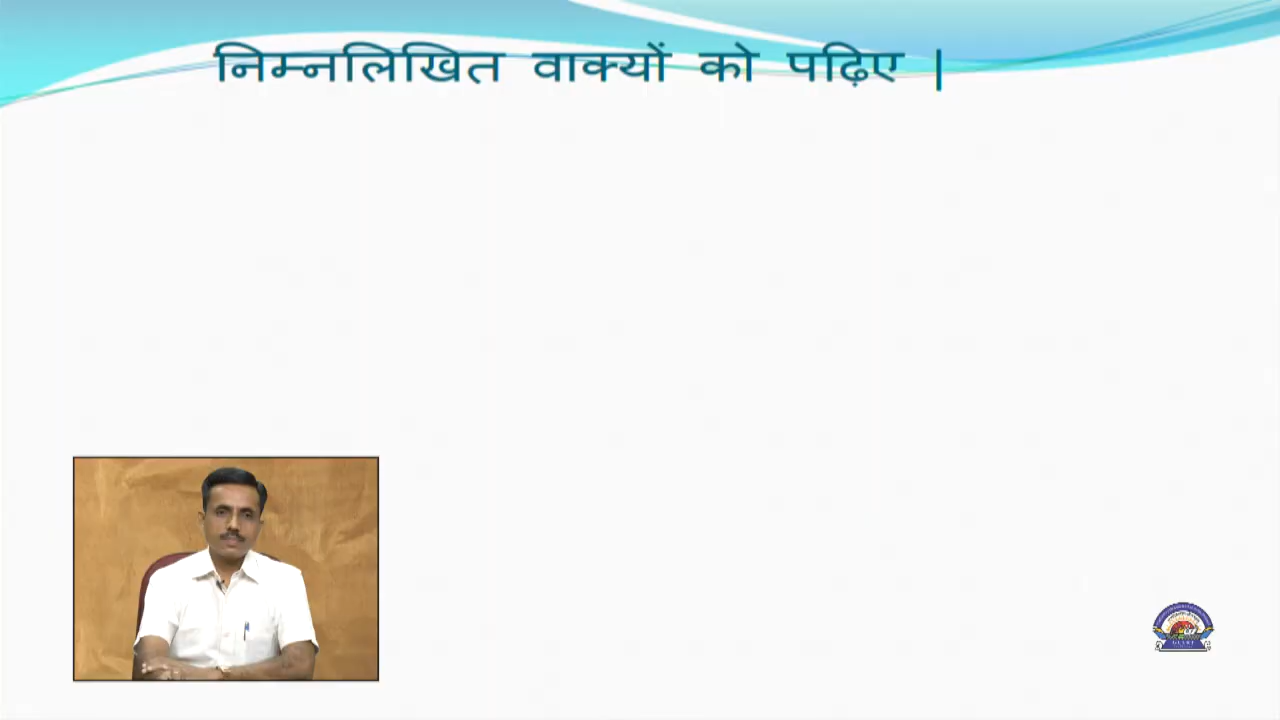 निम्नलिखित वाक्यों को पढ़िए |